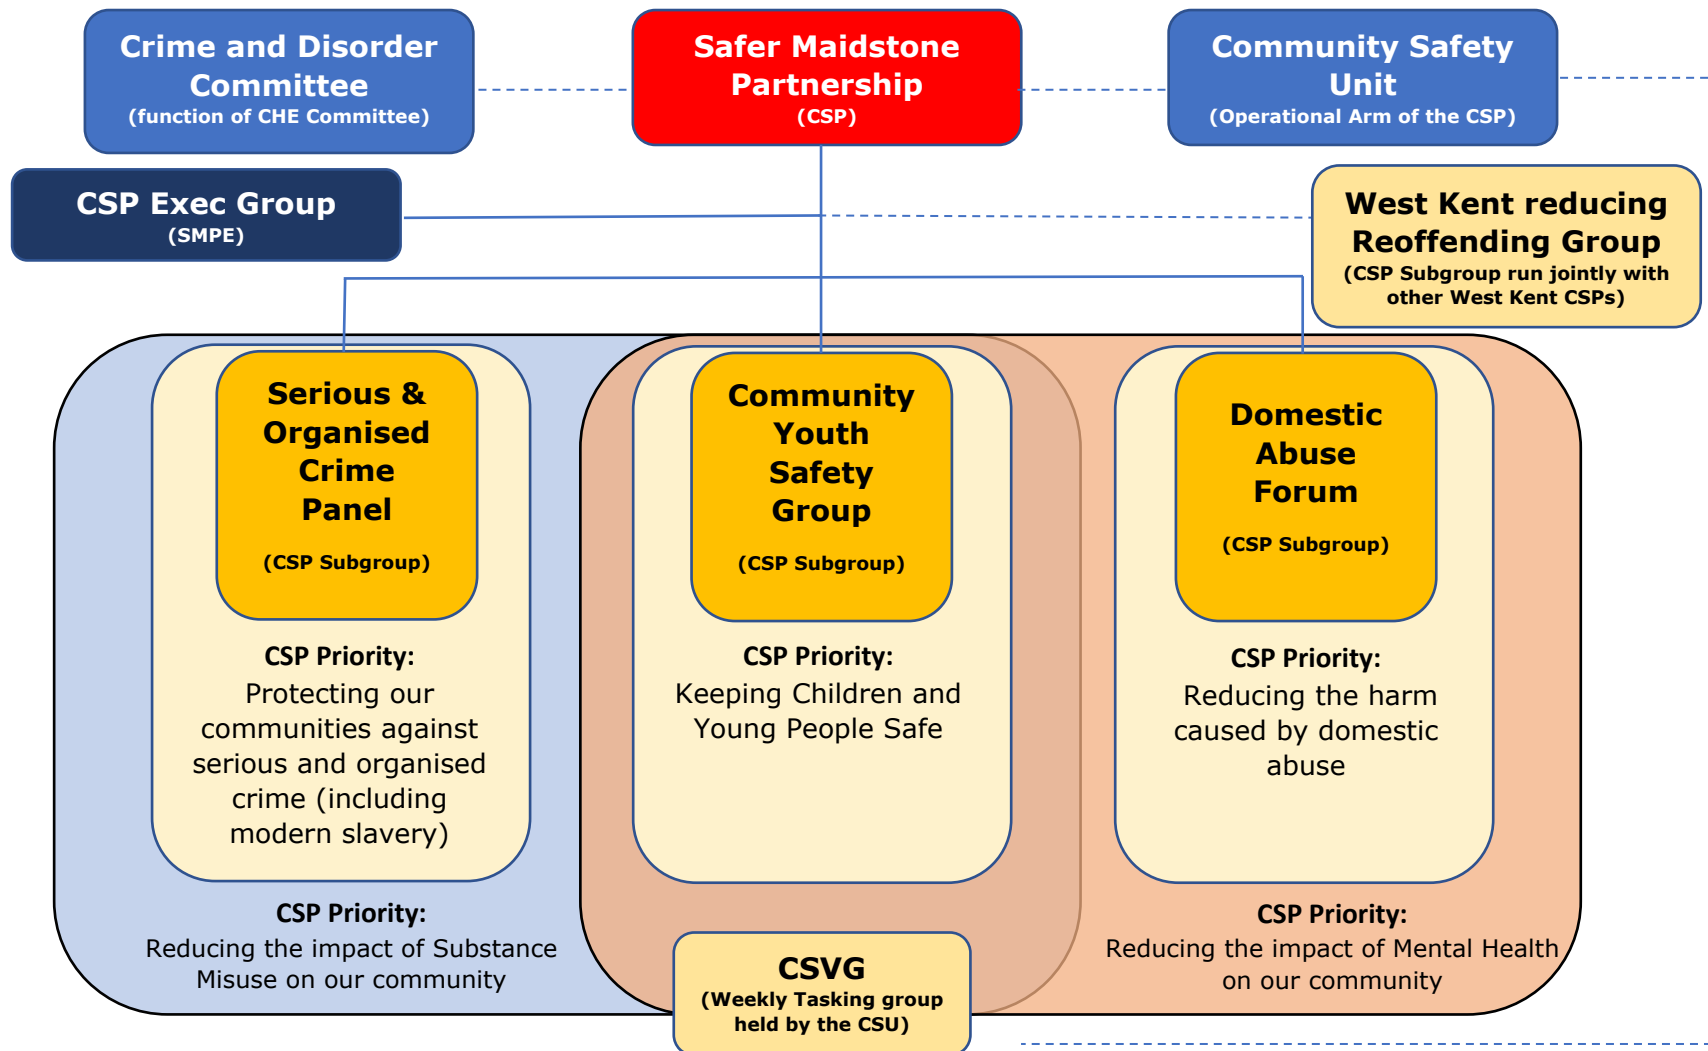 Crime and Disorder
Committee
(function of CHE Committee)
Safer Maidstone
Partnership
(CSP)
Community Safety
Unit
(Operational Arm of the CSP)
CSP Exec Group
(SMPE)
West Kent reducing
Reoffending Group
(CSP Subgroup run jointly with
other West Kent CSPs)
Serious &
Organised
Crime
Panel
(CSP Subgroup)
CSP Priority:
Protecting our
communities against
serious and organised
crime (including
modern slavery)
Community
Youth
Safety
Group
(CSP Subgroup)
CSP Priority:
Keeping Children and
Young People Safe
Domestic
Abuse
Forum
(CSP Subgroup)
CSP Priority:
Reducing the harm
caused by domestic
abuse
CSP Priority:
Reducing the impact of Substance
Misuse on our community
CSVG
(Weekly Tasking group
held by the CSU)
CSP Priority:
Reducing the impact of Mental Health
on our community